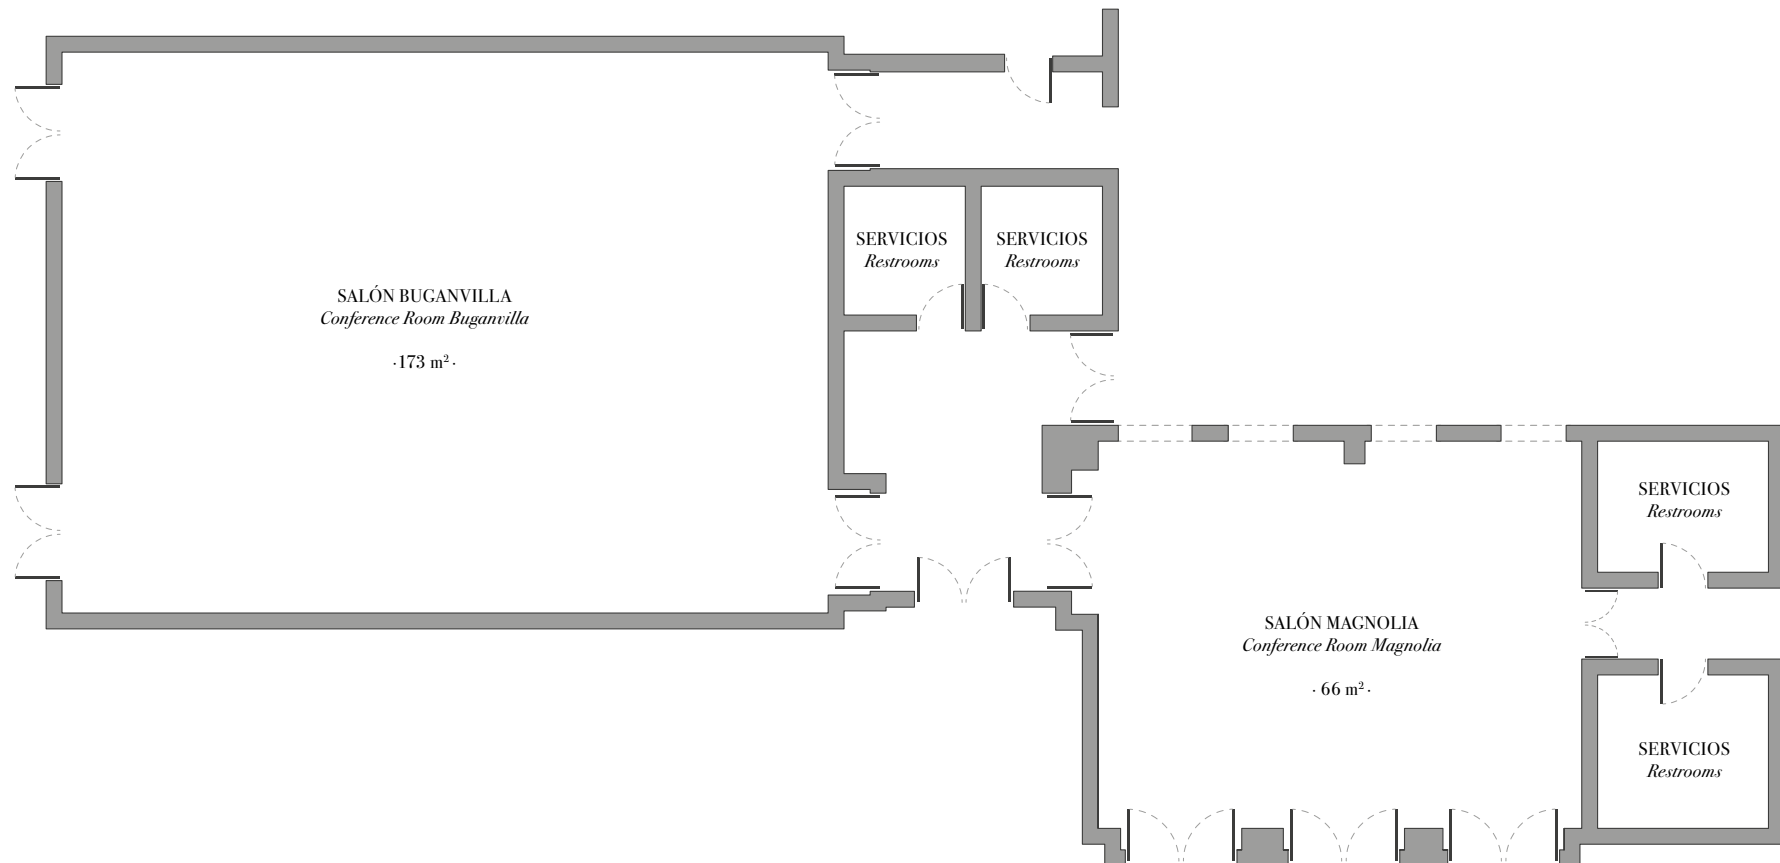 SERVICIOS
Restrooms
SERVICIOS
Restrooms
SALÓN BUGANVILLA
Conference Room Buganvilla
·173 m²·
SERVICIOS
Restrooms
SALÓN MAGNOLIA
Conference Room Magnolia
· 66 m²·
SERVICIOS
Restrooms